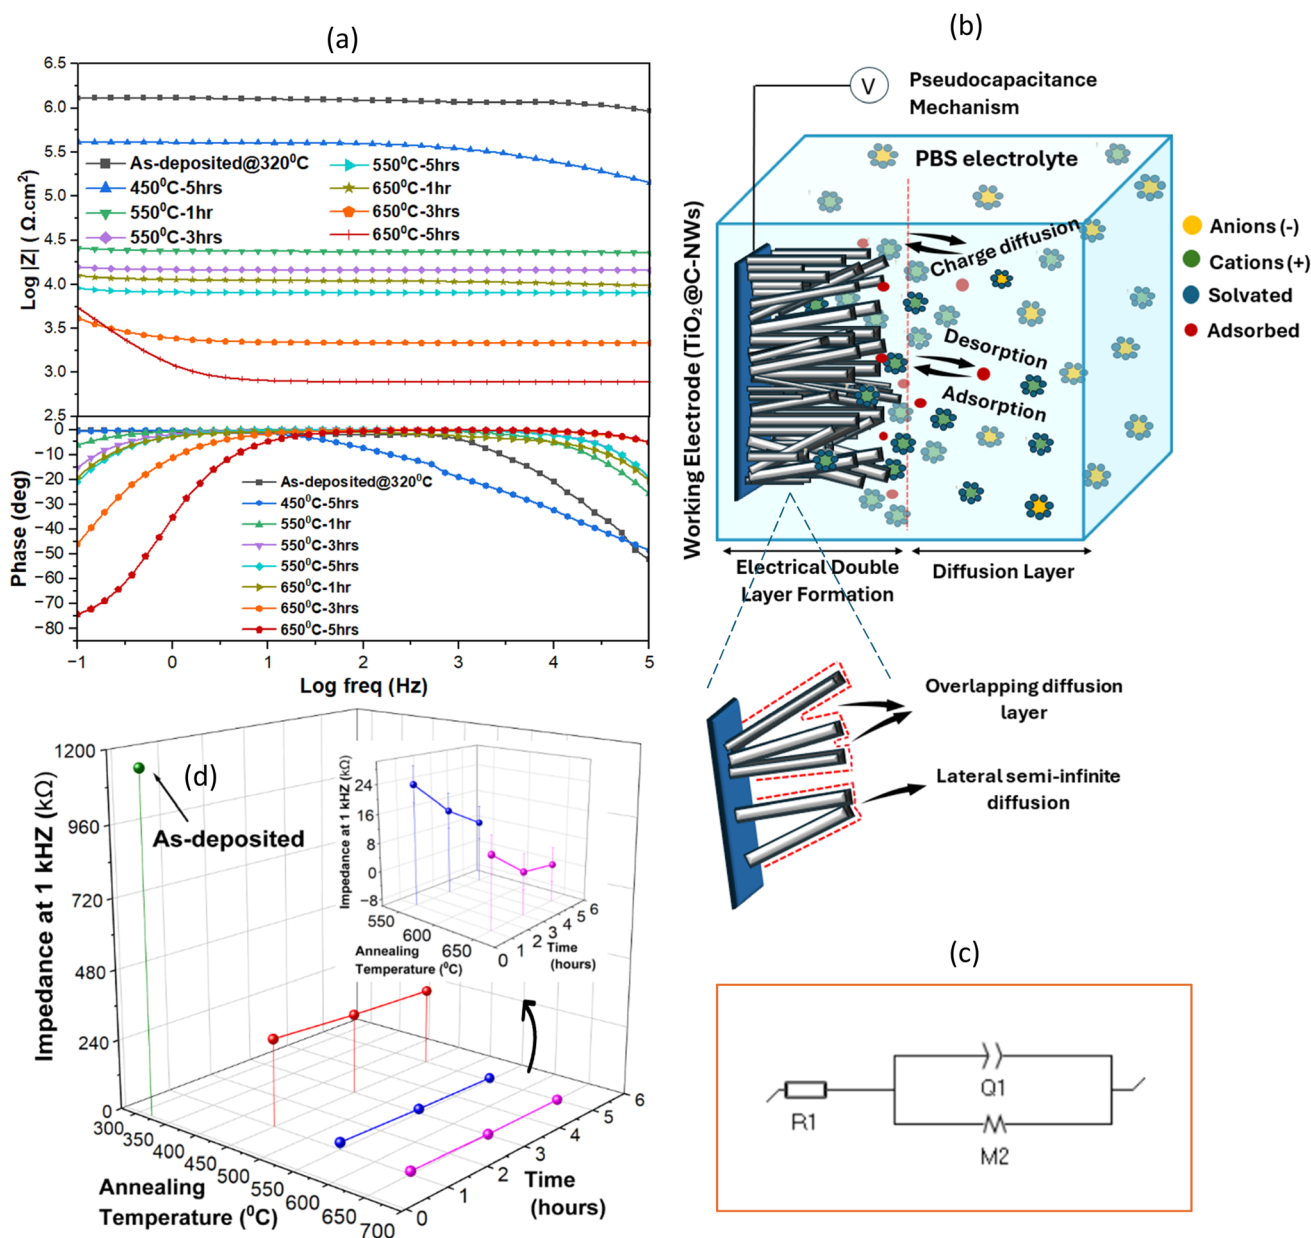 (a)
6.5
6.0
5.5
5.0
4.5
4.0
3.5
3.0
2.5
Log |Z| ( Ω.cm²)
As-deposited@320⁰C
450⁰C-5hrs
550⁰C-1hr
550⁰C-3hrs
550⁰C-5hrs
650⁰C-1hr
650⁰C-3hrs
650⁰C-5hrs
0
−10
−20
−30
−40
−50
−60
−70
−80
Phase (deg)
As-deposited@320⁰C
450⁰C-5hrs
550⁰C-1hr
550⁰C-3hrs
550⁰C-5hrs
650⁰C-1hr
650⁰C-3hrs
650⁰C-5hrs
−1 0 1 2 3 4 5
Log freq (Hz)
(b)
V
Pseudocapacitance
Mechanism
PBS electrolyte
Working Electrode (TiO₂@C-NWs)
Charge diffusion
Desorption
Adsorption
Anions (-)
Cations (+)
Solvated
Adsorbed
Electrical Double
Layer Formation
Diffusion Layer
Overlapping diffusion
layer
Lateral semi-infinite
diffusion
(c)
R1
Q1
M2
(d)
1200
960
720
480
240
0
Impedance at 1 kHZ (kΩ)
As-deposited
300 350 400 450 500 550 600 650 700
Annealing
Temperature (⁰C)
0 1 2 3 4 5 6
Time
(hours)
24
16
8
0
−8
Impedance at 1 kHZ (kΩ)
550 600 650
Annealing
Temperature (⁰C)
0 1 2 3 4 5 6
Time
(hours)